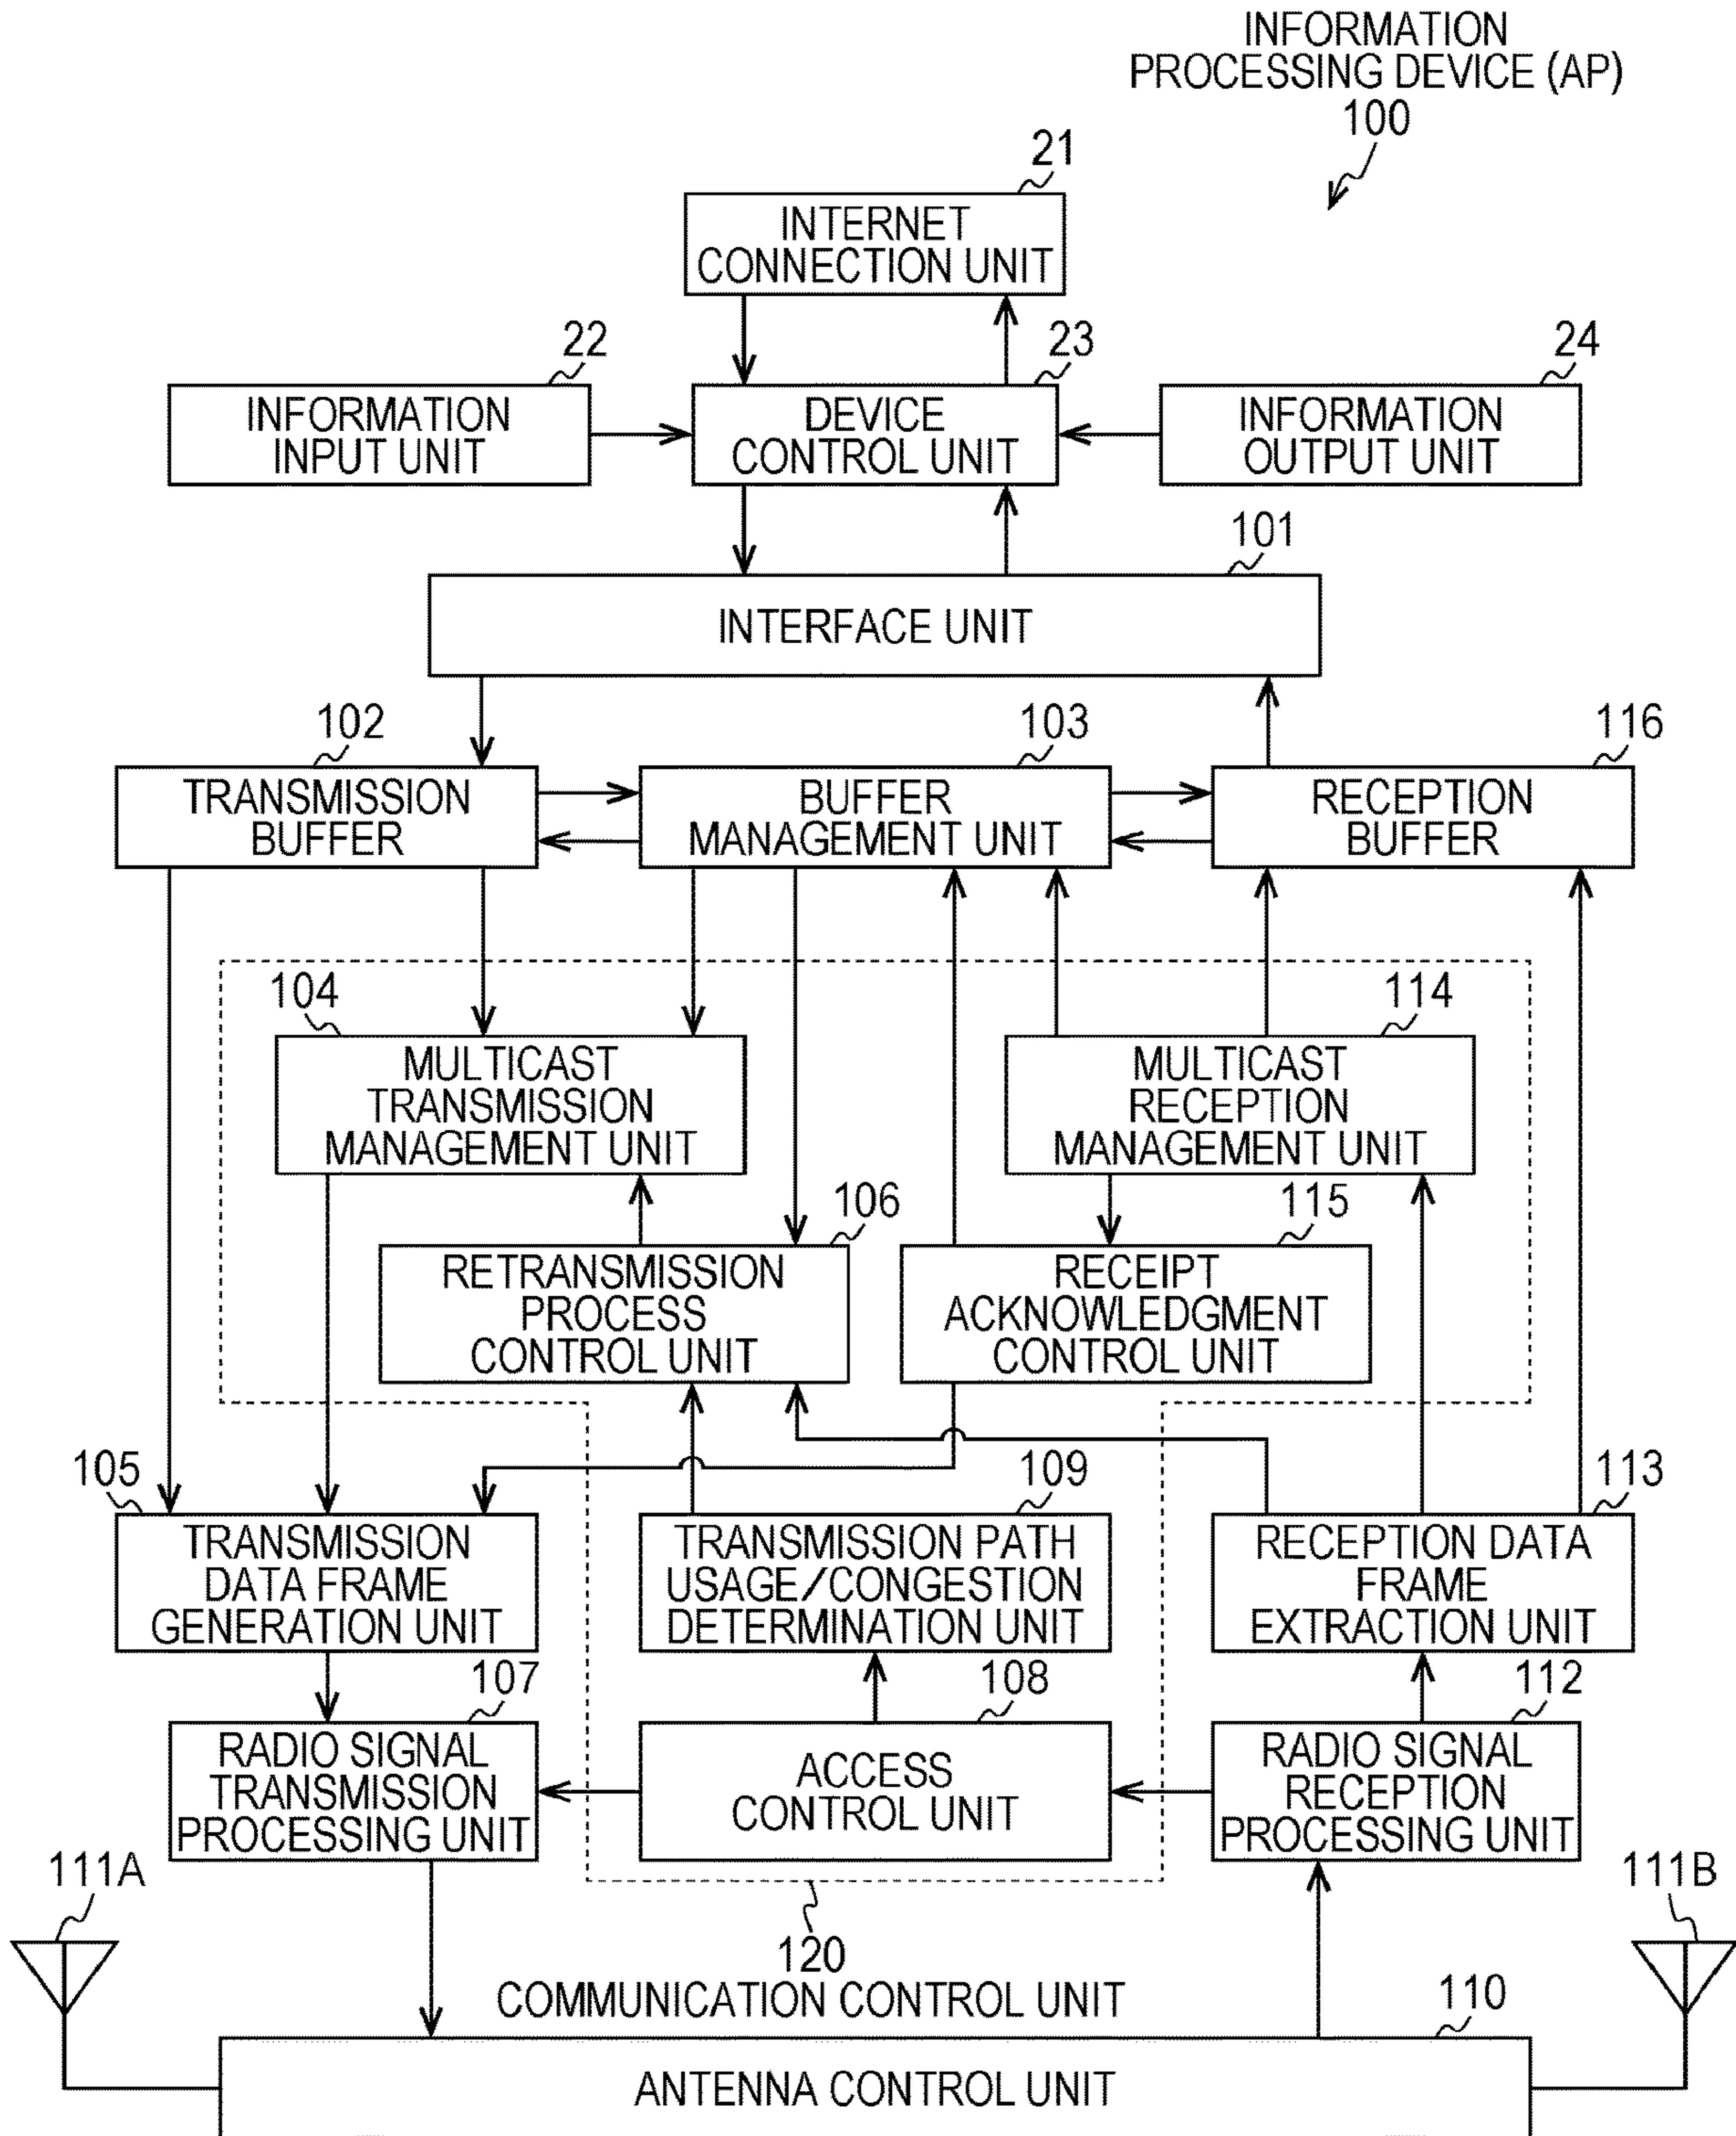 INFORMATION
PROCESSING DEVICE (AP)
100
21
INTERNET
CONNECTION UNIT
22
23
24
INFORMATION
INPUT UNIT
DEVICE
CONTROL UNIT
INFORMATION
OUTPUT UNIT
101
INTERFACE UNIT
102
103
116
TRANSMISSION
BUFFER
BUFFER
MANAGEMENT UNIT
RECEPTION
BUFFER
104
114
MULTICAST
TRANSMISSION
MANAGEMENT UNIT
MULTICAST
RECEPTION
MANAGEMENT UNIT
106
115
RETRANSMISSION
PROCESS
CONTROL UNIT
RECEIPT
ACKNOWLEDGMENT
CONTROL UNIT
105
109
113
TRANSMISSION
DATA FRAME
GENERATION UNIT
TRANSMISSION PATH
USAGE/CONGESTION
DETERMINATION UNIT
RECEPTION DATA
FRAME
EXTRACTION UNIT
107
108
112
RADIO SIGNAL
TRANSMISSION
PROCESSING UNIT
ACCESS
CONTROL UNIT
RADIO SIGNAL
RECEPTION
PROCESSING UNIT
111A
111B
120
COMMUNICATION CONTROL UNIT
110
ANTENNA CONTROL UNIT